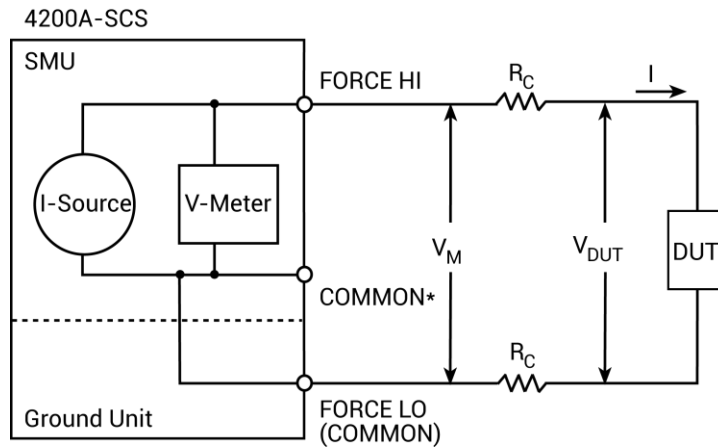 4200A-SCS
SMU
FORCE HI
R_C
I
I-Source
V-Meter
V_M
V_DUT
DUT
COMMON*
R_C
Ground Unit
FORCE LO
(COMMON)